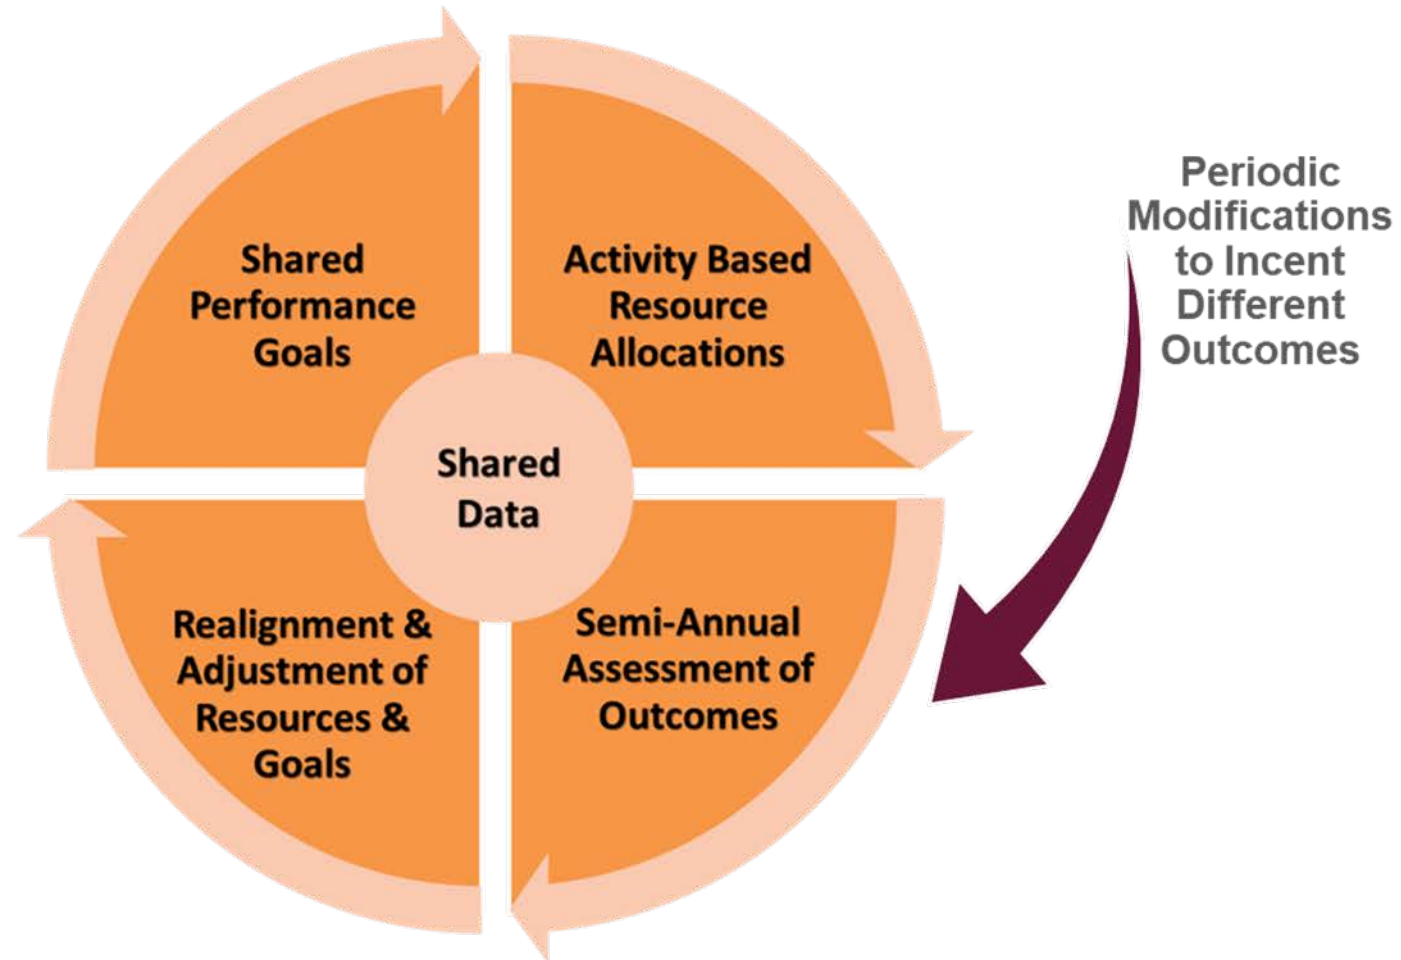 Shared
Performance
Goals
Activity Based
Resource
Allocations
Shared
Data
Realignment &
Adjustment of
Resources &
Goals
Semi-Annual
Assessment of
Outcomes
Periodic
Modifications
to Incent
Different
Outcomes